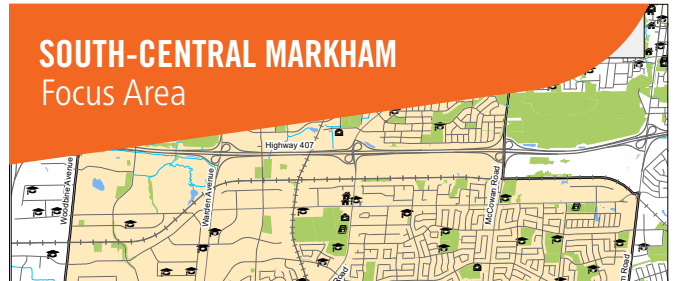 SOUTH-CENTRAL MARKHAM
Focus Area
Highway 407
Woodbine Avenue
Warden Avenue
McCowan Road
Road
Road